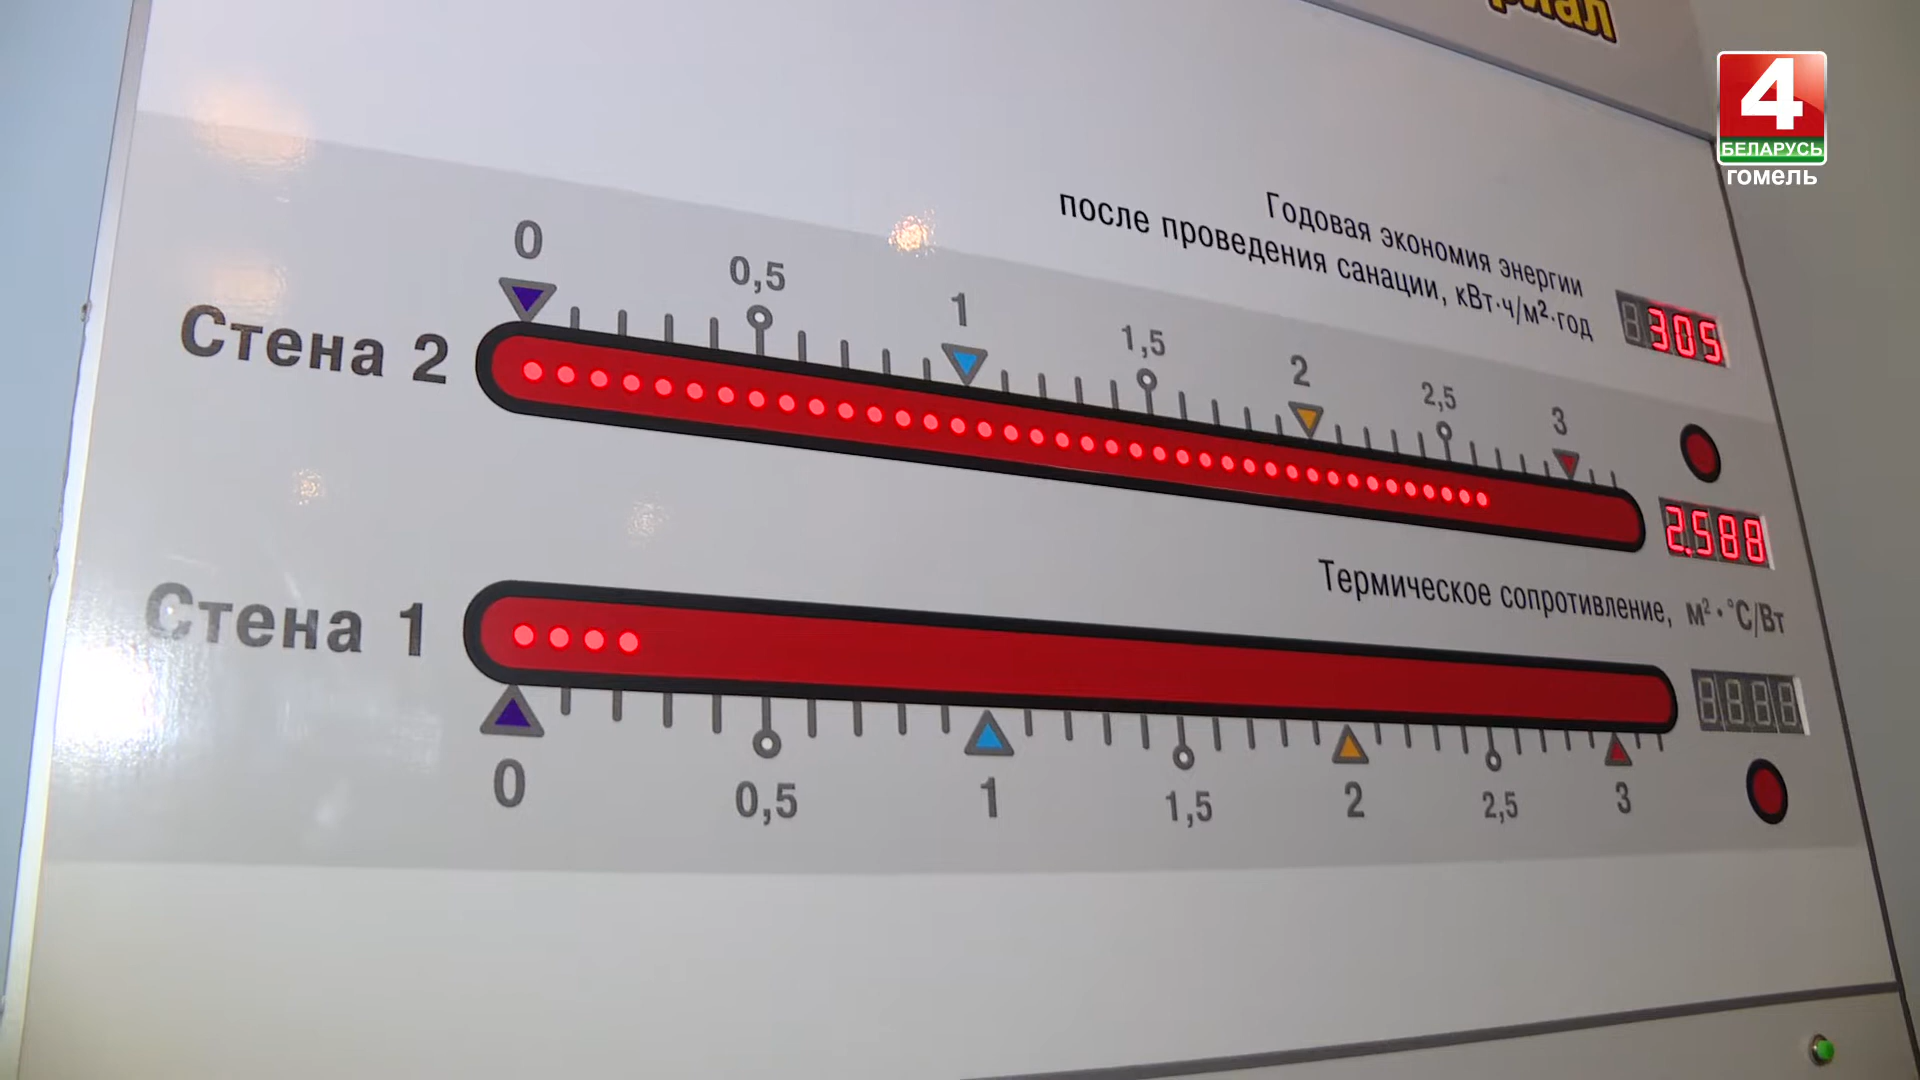 4
БЕЛАРУСЬ
гомель
Годовая экономия энергии
после проведения санации, кВт·ч/м²·год
305
0 0,5 1 1,5 2 2,5 3
Стена 2
2.588
Термическое сопротивление, м²·°С/Вт
Стена 1
0 0,5 1 1,5 2 2,5 3